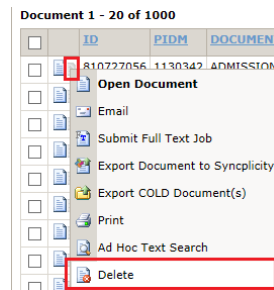 Document 1 - 20 of 1000
ID PIDM DOCUMEN
810727056 1130342 ADMISSION
Open Document
Email
Submit Full Text Job
Export Document to Syncplicity
Export COLD Document(s)
Print
Ad Hoc Text Search
Delete